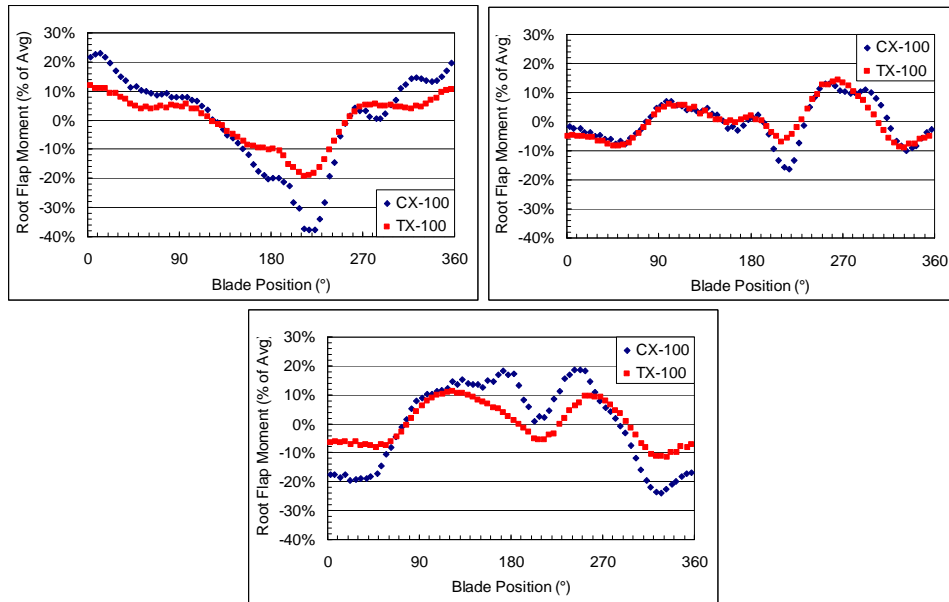 30%
20%
10%
0%
-10%
-20%
-30%
-40%
Root Flap Moment (% of Avg)
CX-100
TX-100
0 90 180 270 360
Blade Position (°)
30%
20%
10%
0%
-10%
-20%
-30%
-40%
Root Flap Moment (% of Avg)
CX-100
TX-100
0 90 180 270 360
Blade Position (°)
30%
20%
10%
0%
-10%
-20%
-30%
-40%
Root Flap Moment (% of Avg)
CX-100
TX-100
0 90 180 270 360
Blade Position (°)